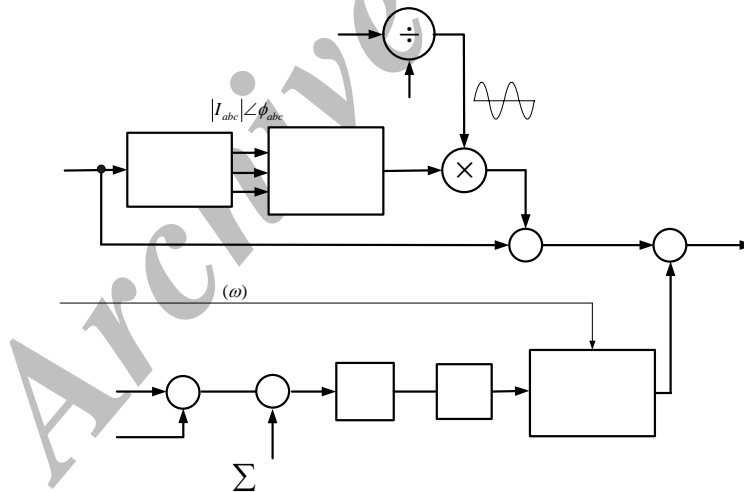 ÷
|I_abc|∠ϕ_abc
×
(ω)
Σ
Archive